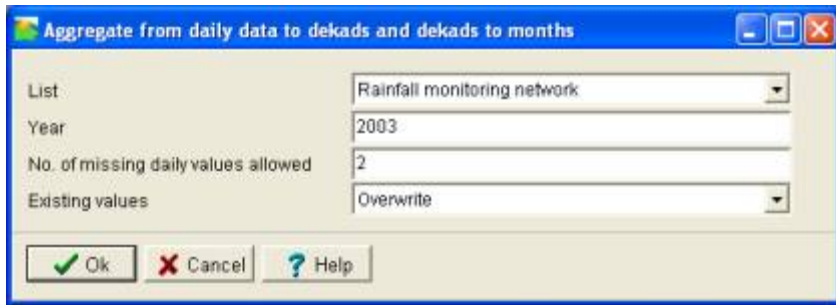 Aggregate from daily data to dekads and dekads to months
List Rainfall monitoring network
Year 2003
No. of missing daily values allowed 2
Existing values Overwrite
Ok Cancel ? Help